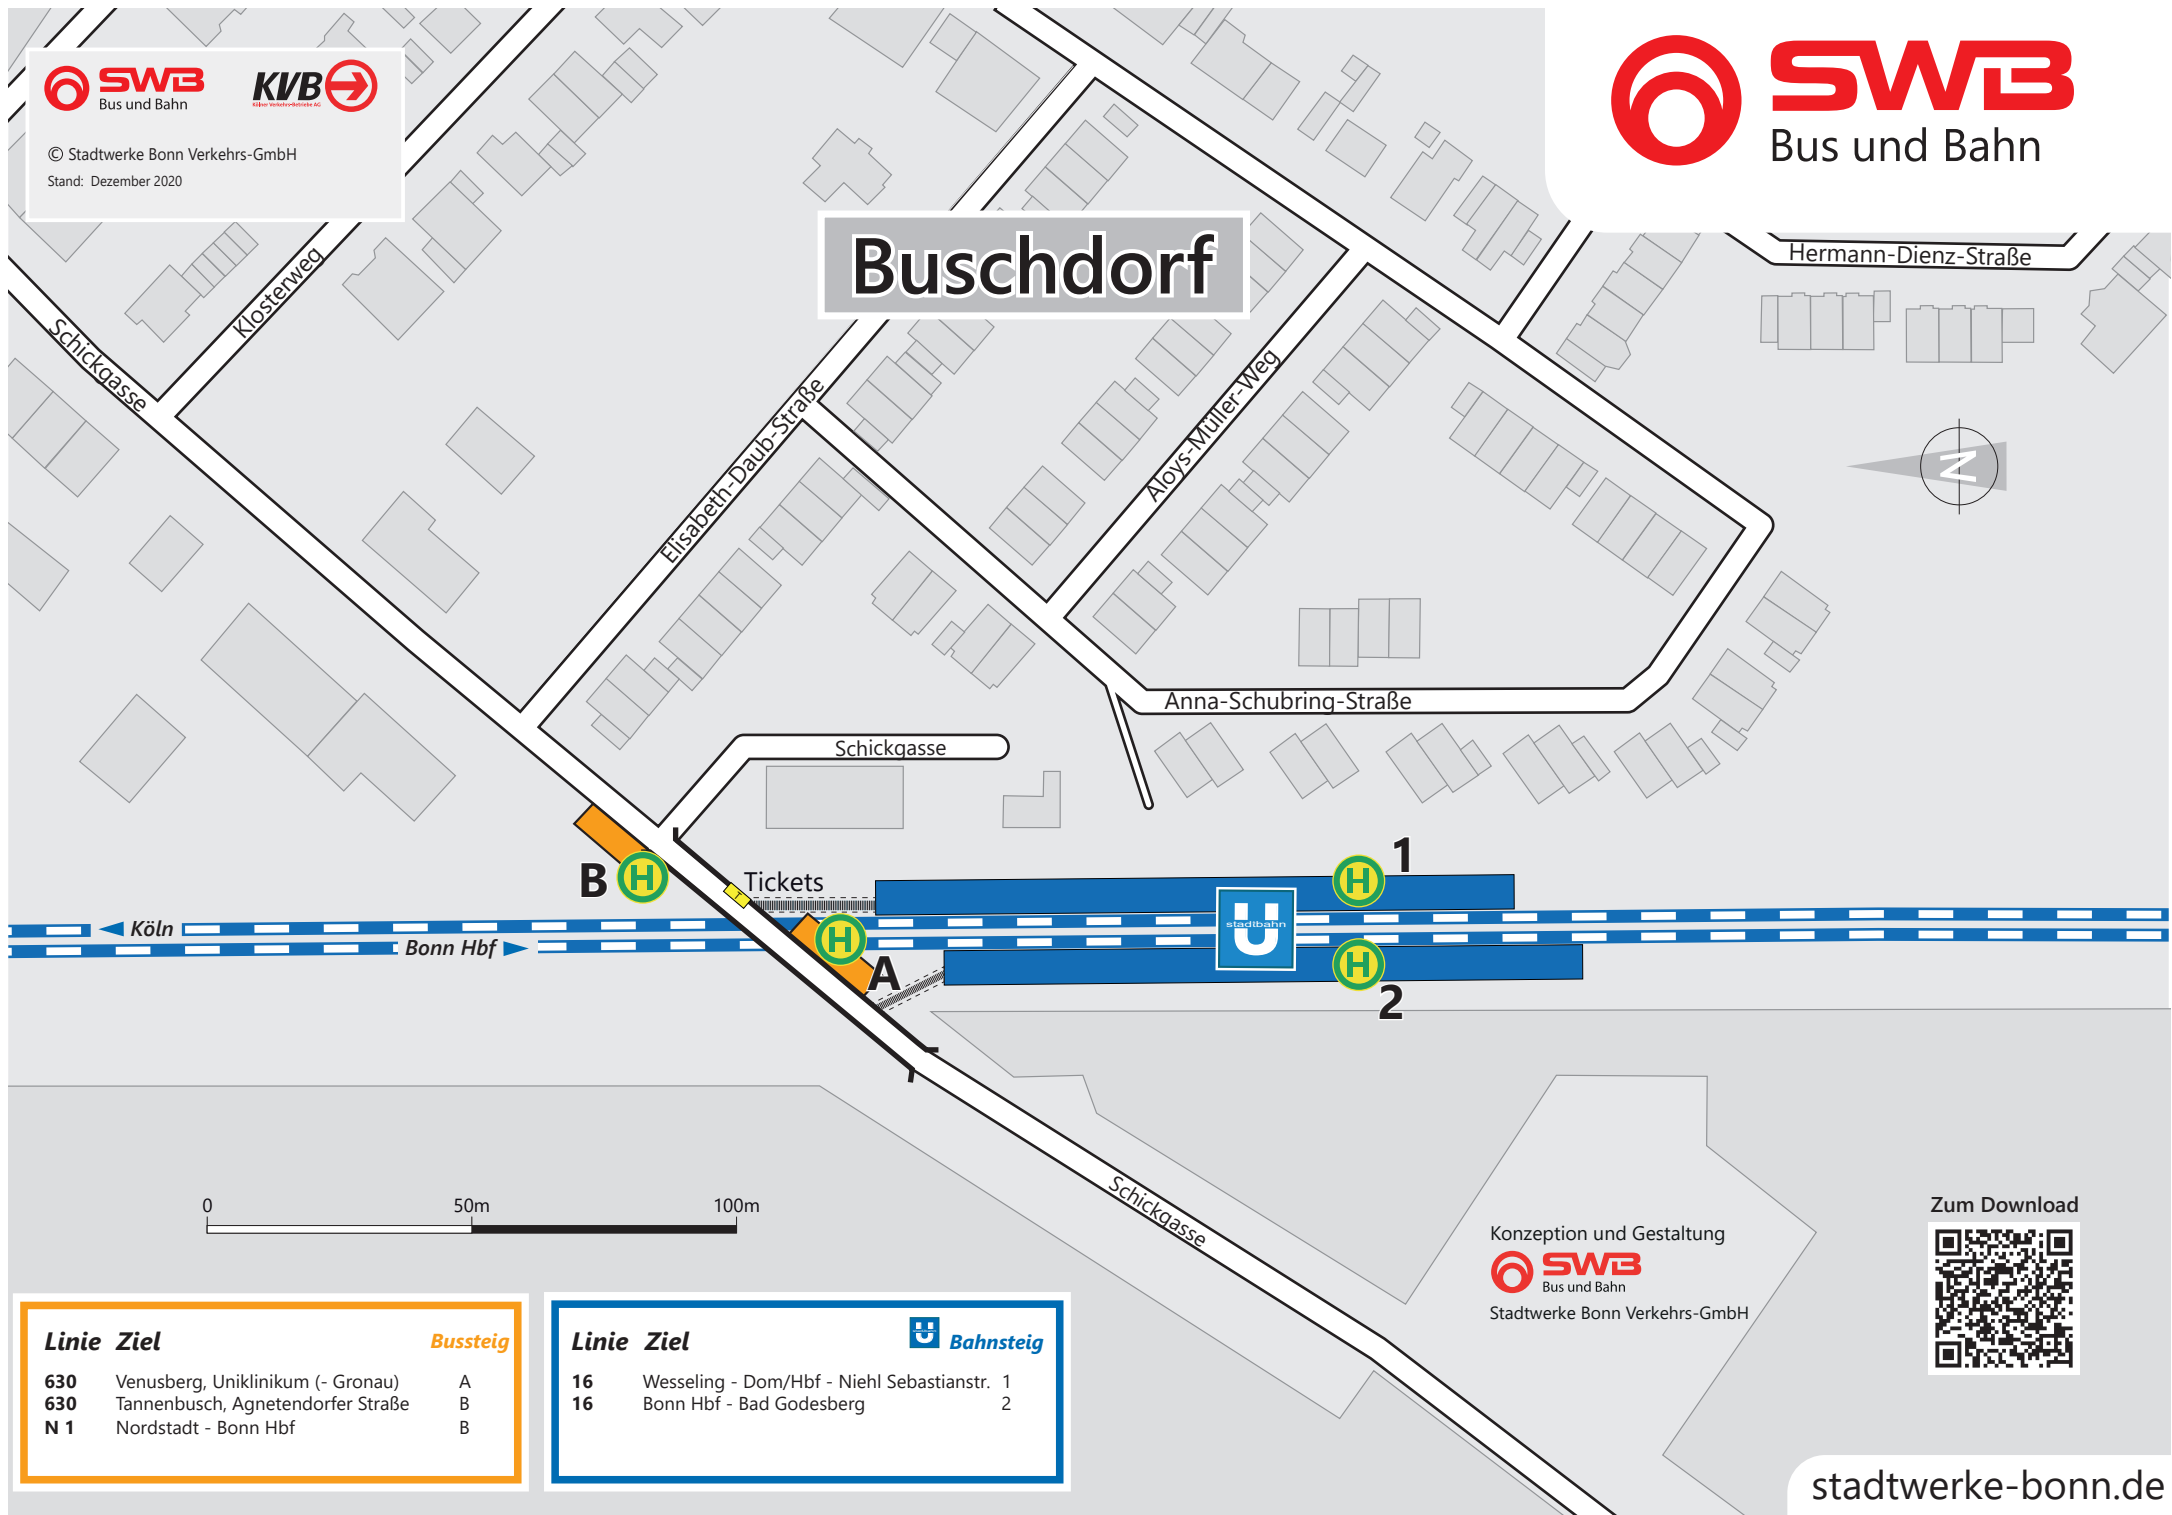 SWB
Bus und Bahn
KVB
Kölner Verkehrs-Betriebe AG
© Stadtwerke Bonn Verkehrs-GmbH
Stand: Dezember 2020
SWB
Bus und Bahn
Buschdorf
Hermann-Dienz-Straße
Klosterweg
Schickgasse
Elisabeth-Daub-Straße
Aloys-Müller-Weg
N
Anna-Schubring-Straße
Schickgasse
1
H
B
H
Tickets
T
Köln
H
stadtbahn
U
Bonn Hbf
A
H
2
Schickgasse
0 50m 100m
Zum Download
Konzeption und Gestaltung
SWB
Bus und Bahn
Stadtwerke Bonn Verkehrs-GmbH
Linie Ziel Bussteig
630 Venusberg, Uniklinikum (- Gronau) A
630 Tannenbusch, Agnetendorfer Straße B
N 1 Nordstadt - Bonn Hbf B
Linie Ziel U Bahnsteig
16 Wesseling - Dom/Hbf - Niehl Sebastianstr. 1
16 Bonn Hbf - Bad Godesberg 2
stadtwerke-bonn.de